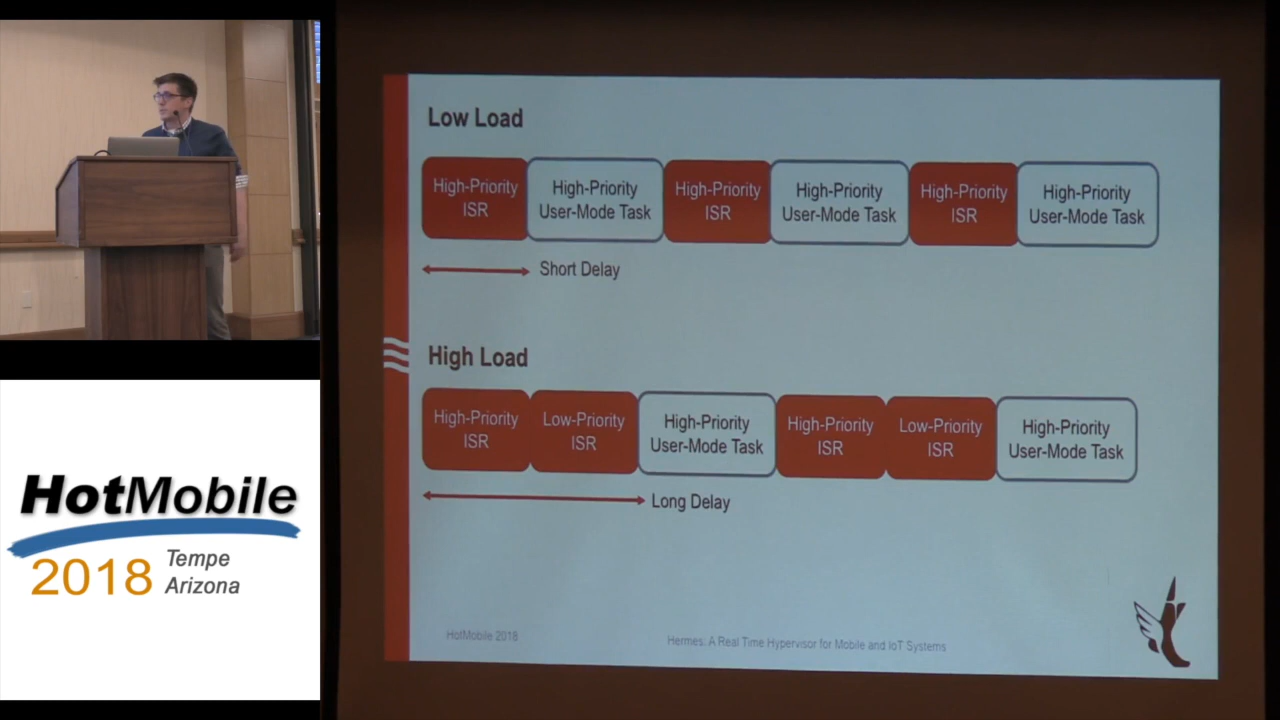 Low Load
High-Priority
ISR
High-Priority
User-Mode Task
High-Priority
ISR
High-Priority
User-Mode Task
High-Priority
ISR
High-Priority
User-Mode Task
Short Delay
High Load
High-Priority
ISR
Low-Priority
ISR
High-Priority
User-Mode Task
High-Priority
ISR
Low-Priority
ISR
High-Priority
User-Mode Task
Long Delay
HotMobile 2018
Hermes: A Real Time Hypervisor for Mobile and IoT Systems
HotMobile
2018
Tempe
Arizona